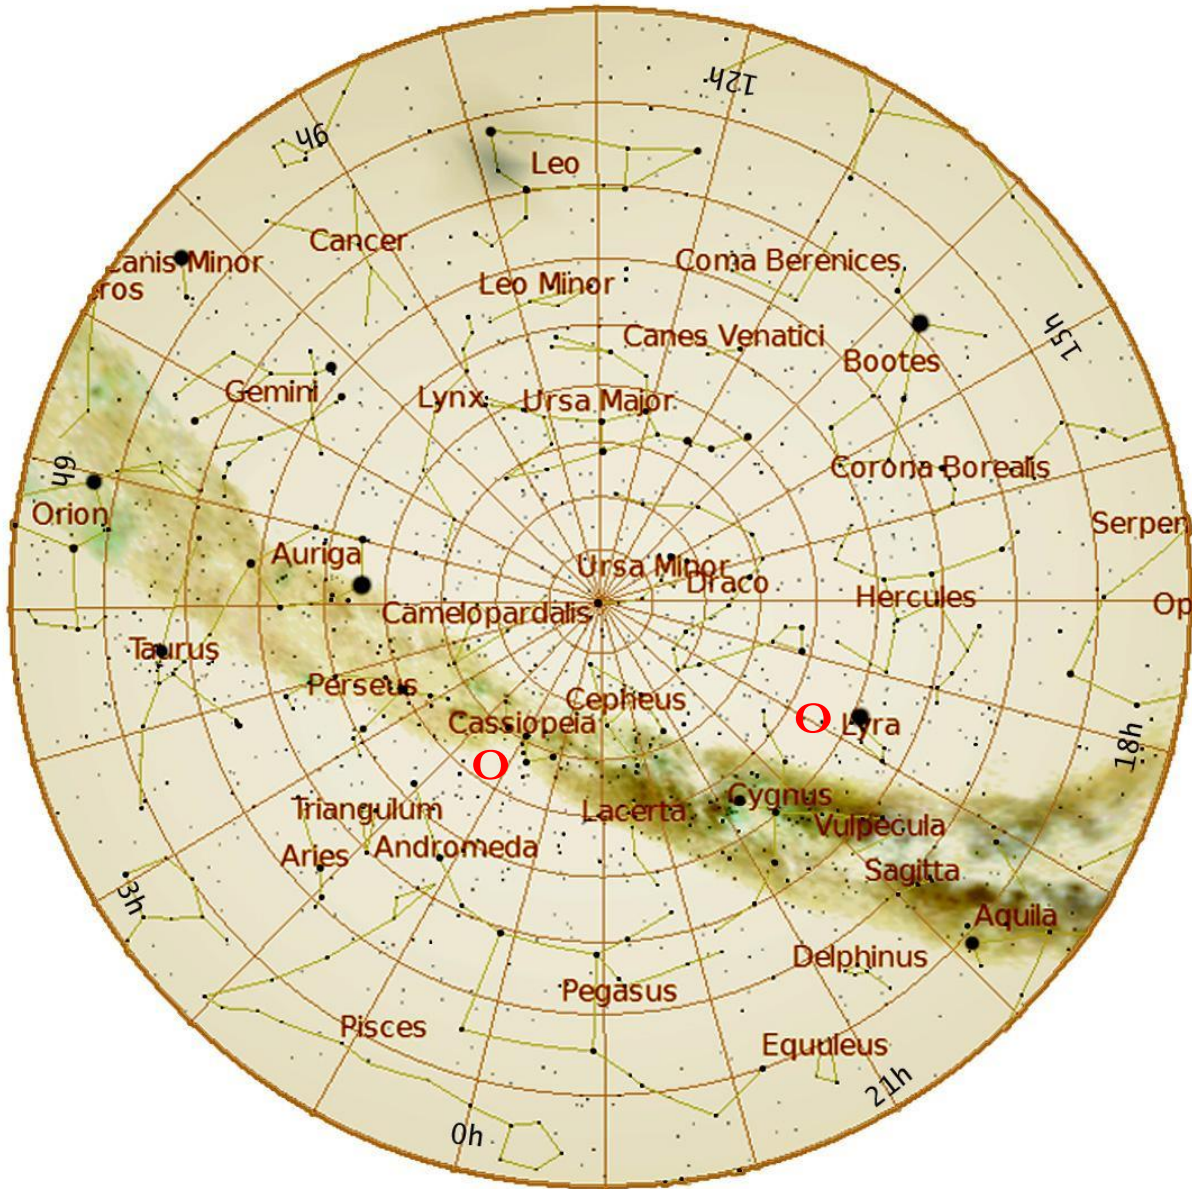 12h
9h
Leo
Cancer
Canis Minor
Coma Berenices
ros
Leo Minor
15h
Canes Venatici
Bootes
Gemini
Lynx
Ursa Major
6h
Corona Borealis
Orion
Serpen
Auriga
Ursa Minor
Draco
Hercules
Op
Camelopardalis
Taurus
Perseus
Cepheus
Cassiopeia
O
Lyra
18h
O
Cygnus
Triangulum
Lacerta
Vulpecula
Aries
Andromeda
Sagitta
3h
Aquila
Delphinus
Pegasus
Pisces
Equuleus
21h
0h